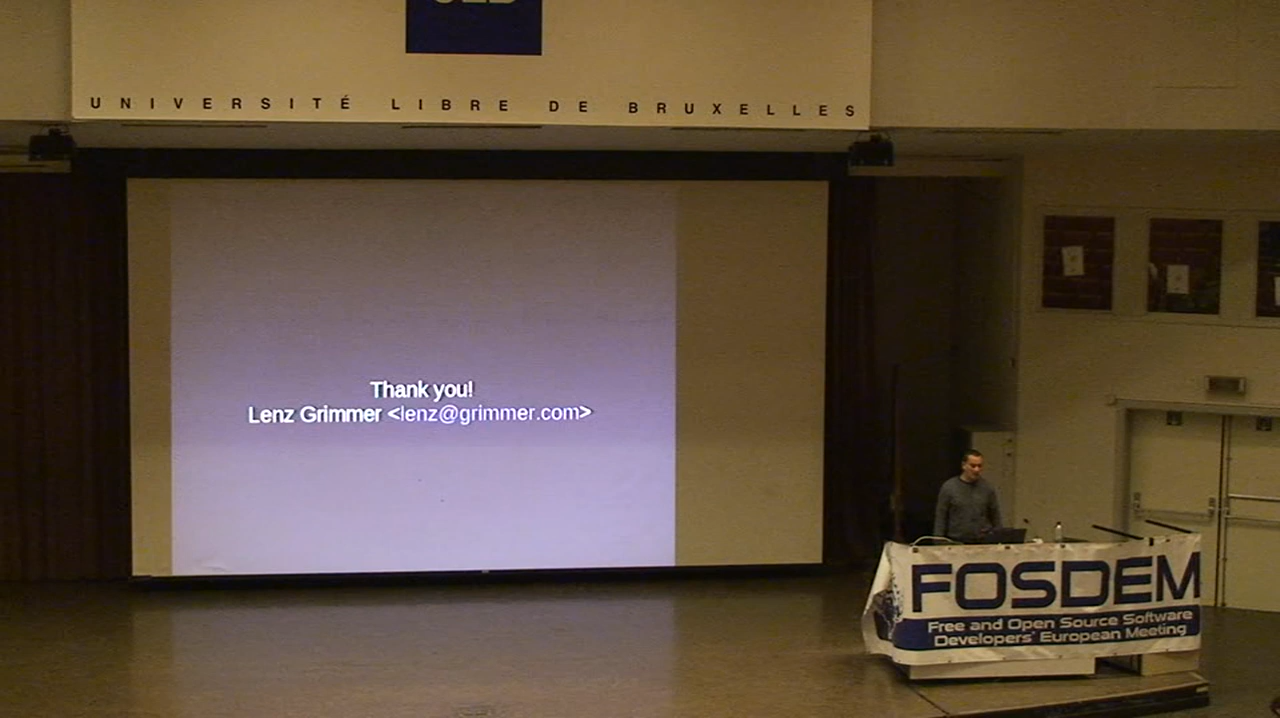 UNIVERSITÉ LIBRE DE BRUXELLES
Thank you!
Lenz Grimmer <lenz@grimmer.com>
FOSDEM
Free and Open Source Software
Developers' European Meeting